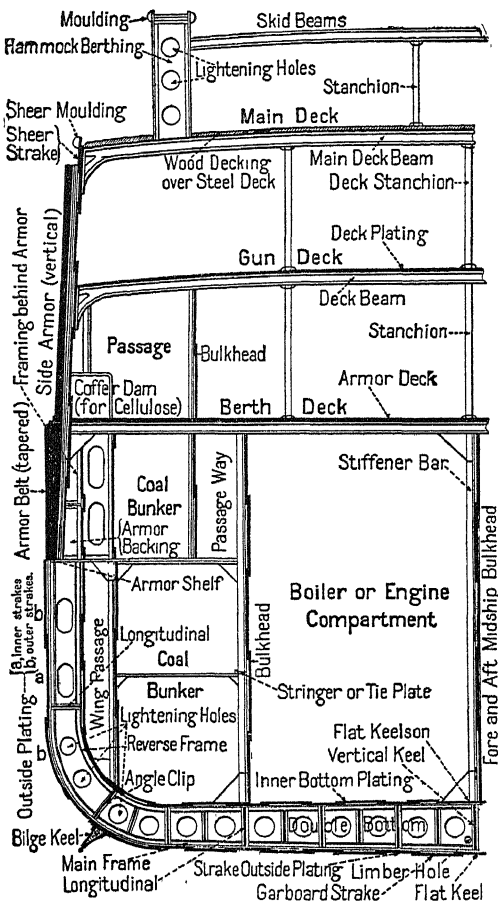 Moulding
Skid Beams
Hammock Berthing
Lightening Holes
Stanchion
Sheer Moulding
Main Deck
Sheer
Strake
Wood Decking
over Steel Deck
Main Deck Beam
Deck Stanchion
Side Armor (vertical)
Framing behind Armor
Deck Plating
Gun Deck
Deck Beam
Passage
Bulkhead
Stanchion
Coffer Dam
(for Cellulose)
Armor Deck
Berth Deck
Armor Belt (tapered)
Stiffener Bar
Coal
Bunker
Passage Way
Armor
Backing
Armor Shelf
Boiler or Engine
Compartment
Fore and Aft Mitship Bulkhead
Outside Plating
a, inner strakes
b, outer strakes.
b
a
b
Wing Passage
Longitudinal
Coal
Bunker
Bulkhead
Stringer or Tie Plate
Lightening Holes
Reverse Frame
Angle Clip
Flat Keelson
Vertical Keel
Inner Bottom Plating
Double Bottom
Bilge Keel
Main Frame
Longitudinal
Strake Outside Plating
Limber Hole
Garboard Strake
Flat Keel